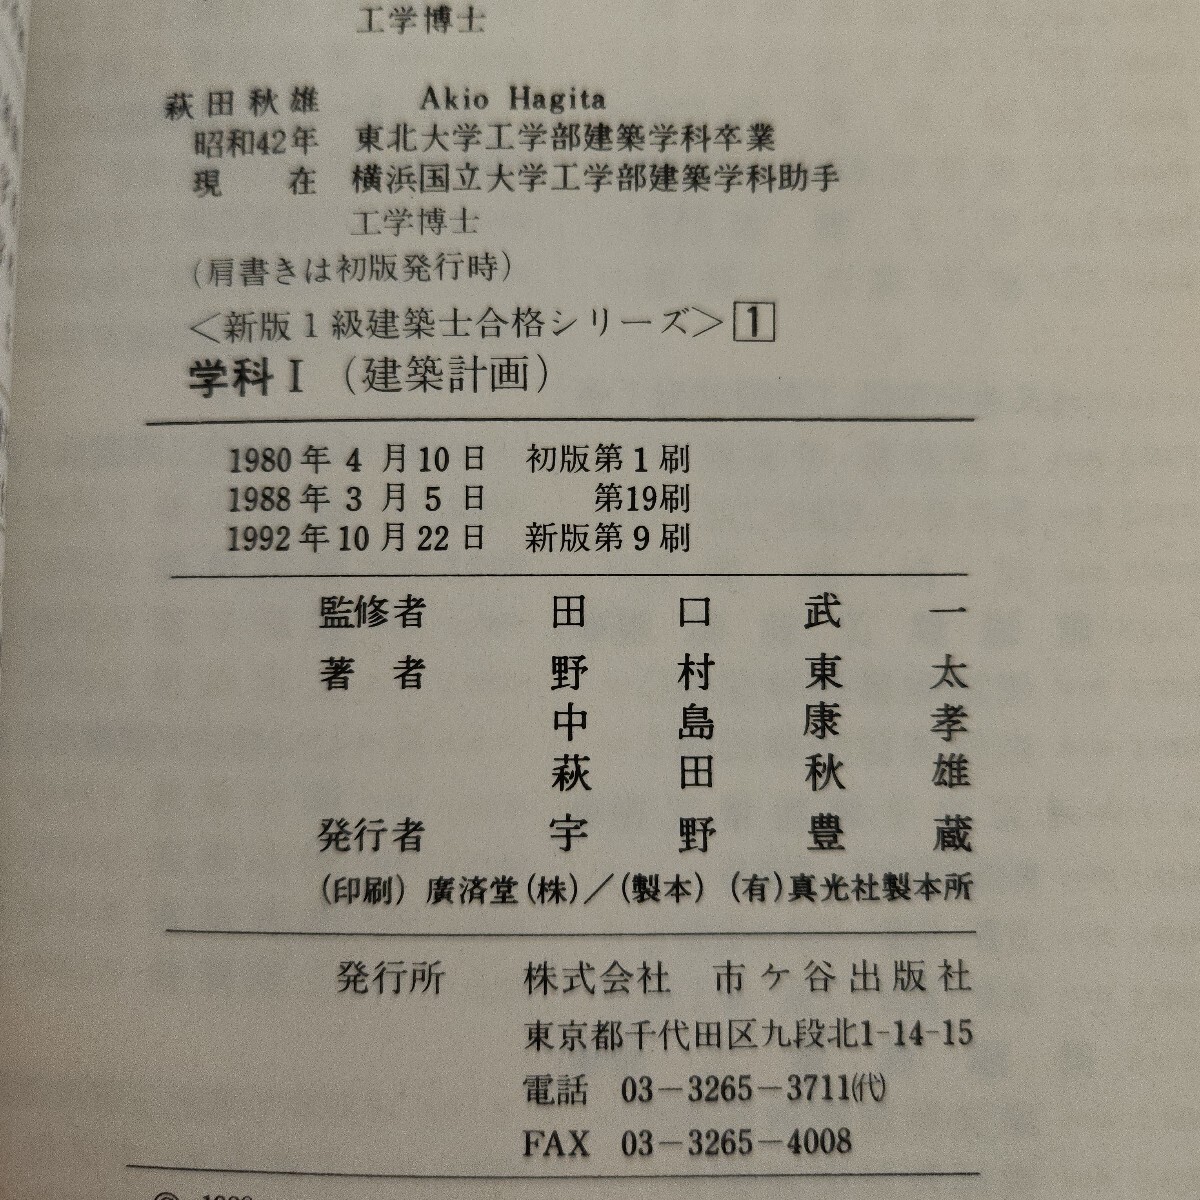 工学博士
萩田秋雄 Akio Hagita
昭和42年 東北大学工学部建築学科卒業
現在 横浜国立大学工学部建築学科助手
工学博士
(肩書きは初版発行時)
<新版1級建築士合格シリーズ>1
学科I (建築計画)
1980年4月10日 初版第1刷
1988年3月5日 第19刷
1992年10月22日 新版第9刷
監修者 田口武一
著者 野村東太
中島康孝
萩田秋雄
発行者 宇野豊蔵
(印刷) 廣済堂(株)/(製本) (有)真光社製本所
発行所 株式会社 市ケ谷出版社
東京都千代田区九段北1-14-15
電話 03-3265-3711(代)
FAX 03-3265-4008